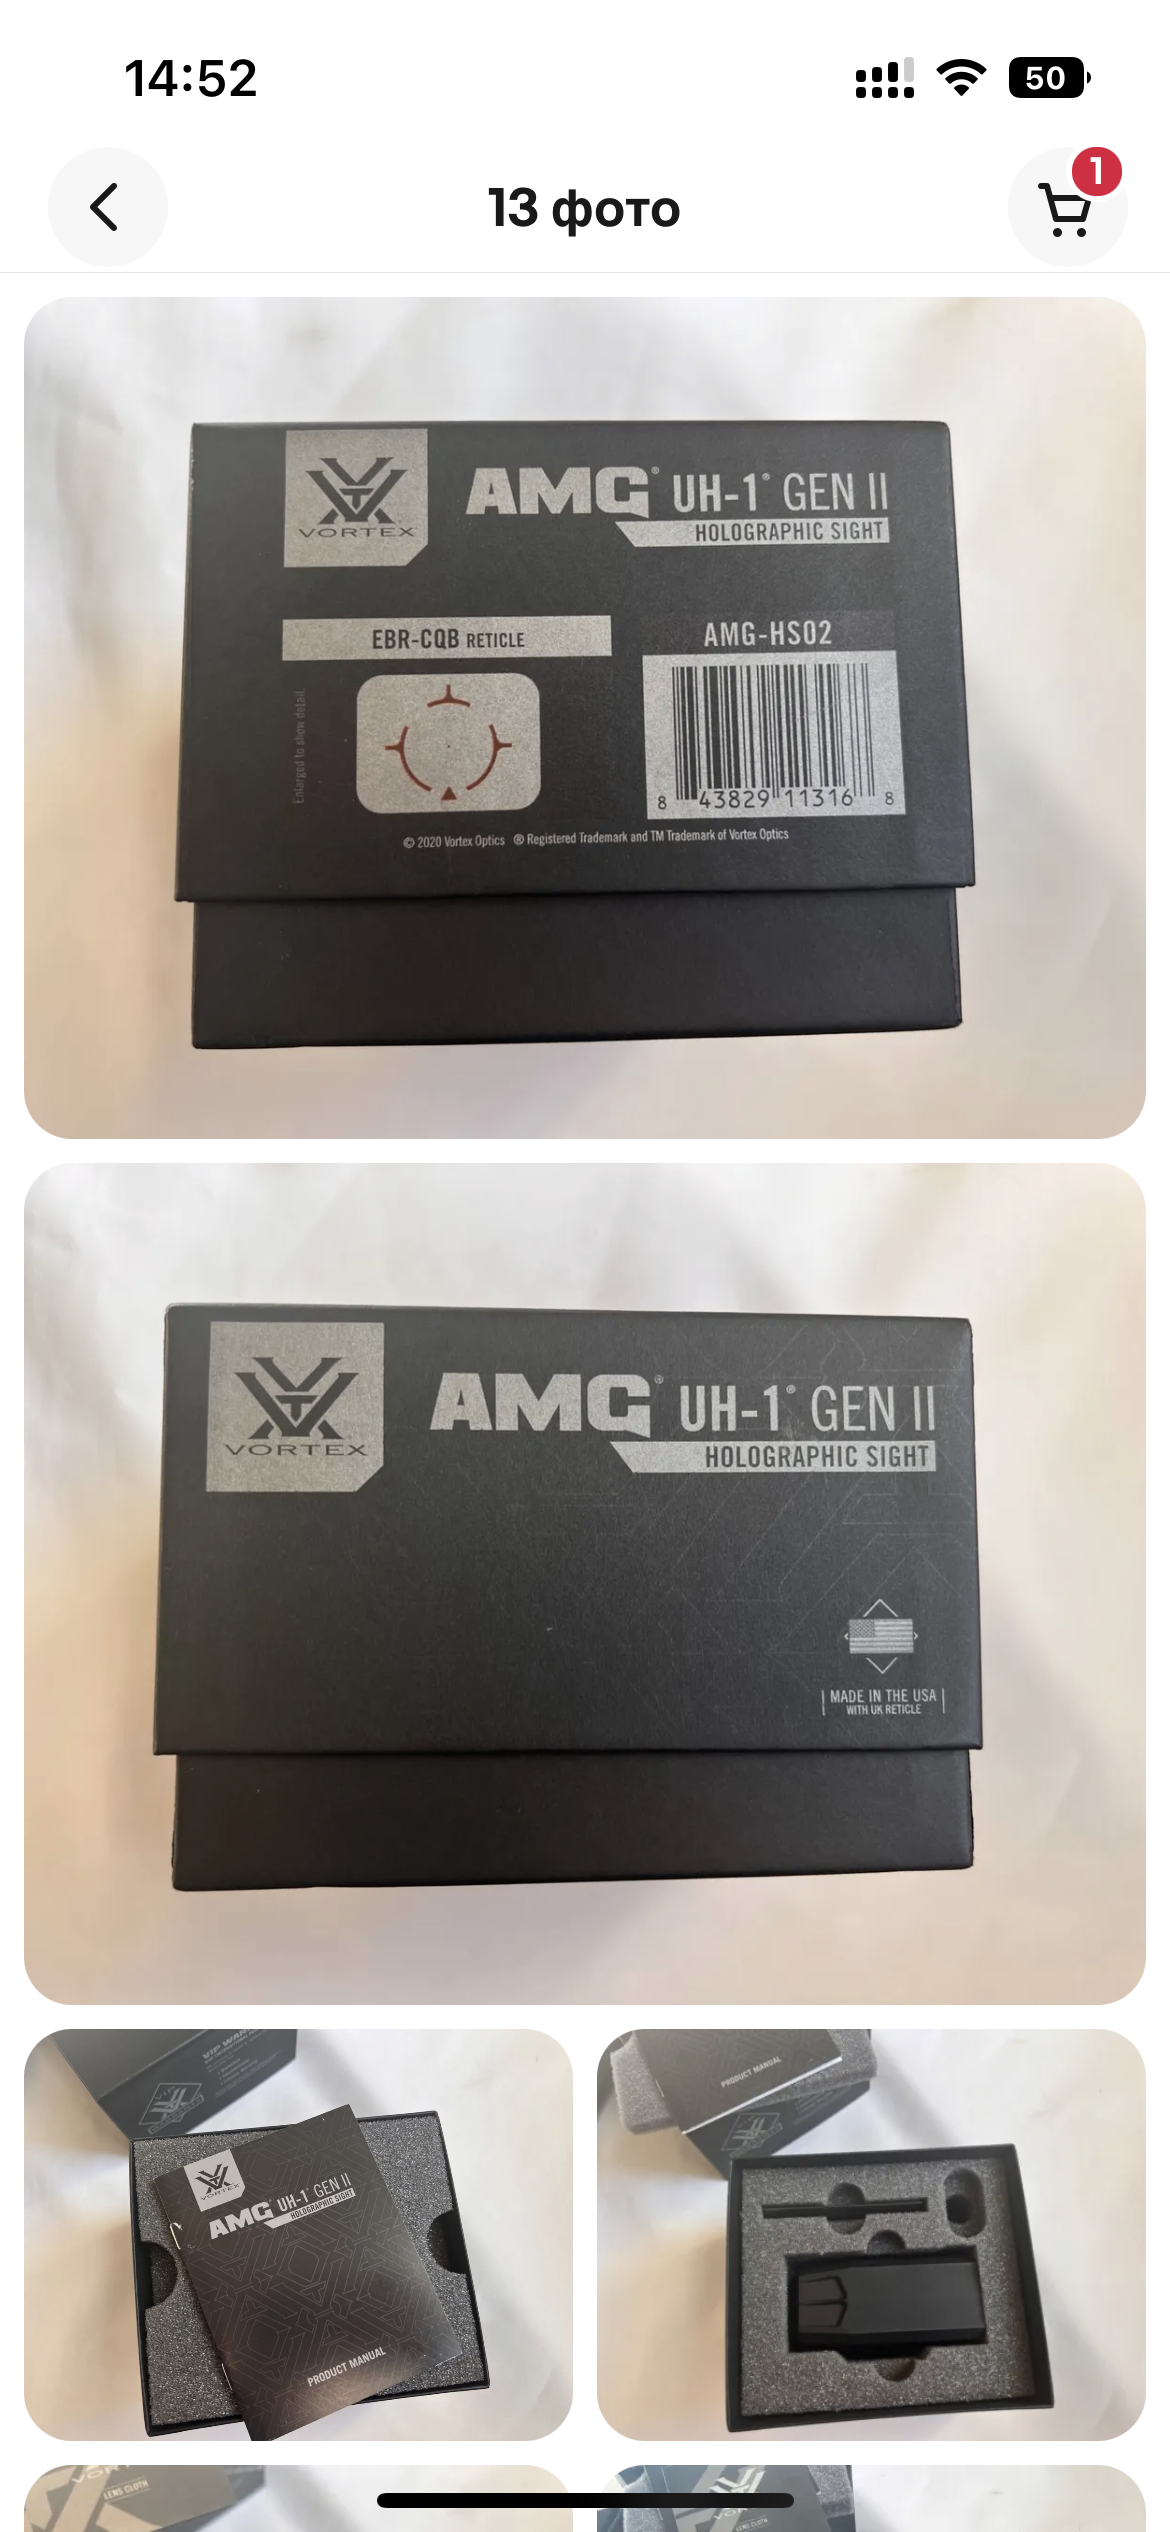 14:52
50
13 фото
1
VORTEX
AMG® UH-1® GEN II
HOLOGRAPHIC SIGHT
EBR-CQB RETICLE
AMG-HS02
Enlarged to show detail.
8 43829 11316 8
© 2020 Vortex Optics ® Registered Trademark and TM Trademark of Vortex Optics
VORTEX
AMG® UH-1® GEN II
HOLOGRAPHIC SIGHT
MADE IN THE USA
WITH UK RETICLE
VORTEX
AMG UH-1 GEN II
HOLOGRAPHIC SIGHT
PRODUCT MANUAL
PRODUCT MANUAL
LENS CLOTH
LENS CLOTH